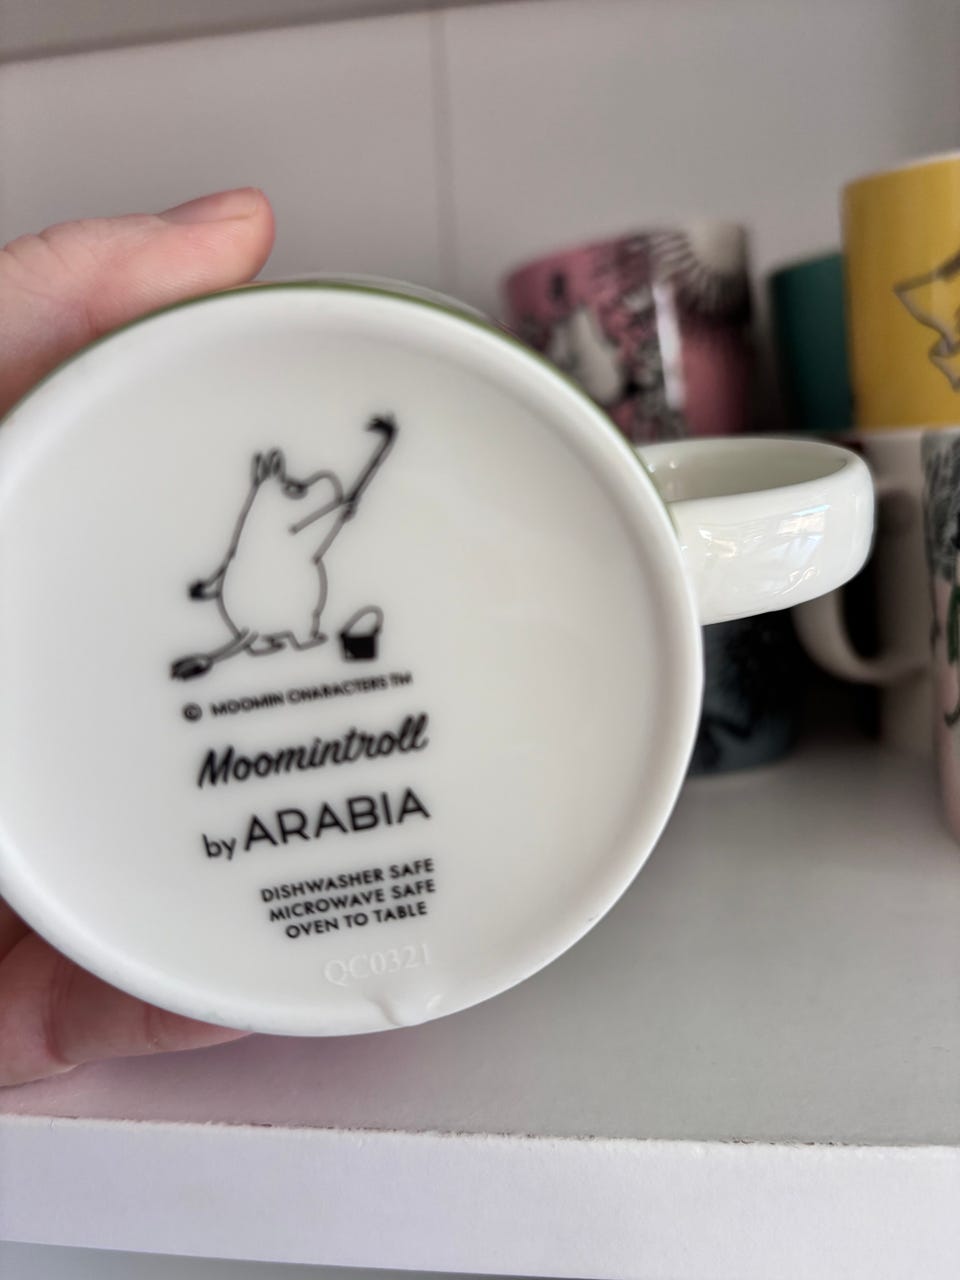 © MOOMIN CHARACTERS ™
Moomintroll
by ARABIA
DISHWASHER SAFE
MICROWAVE SAFE
OVEN TO TABLE
QC0321